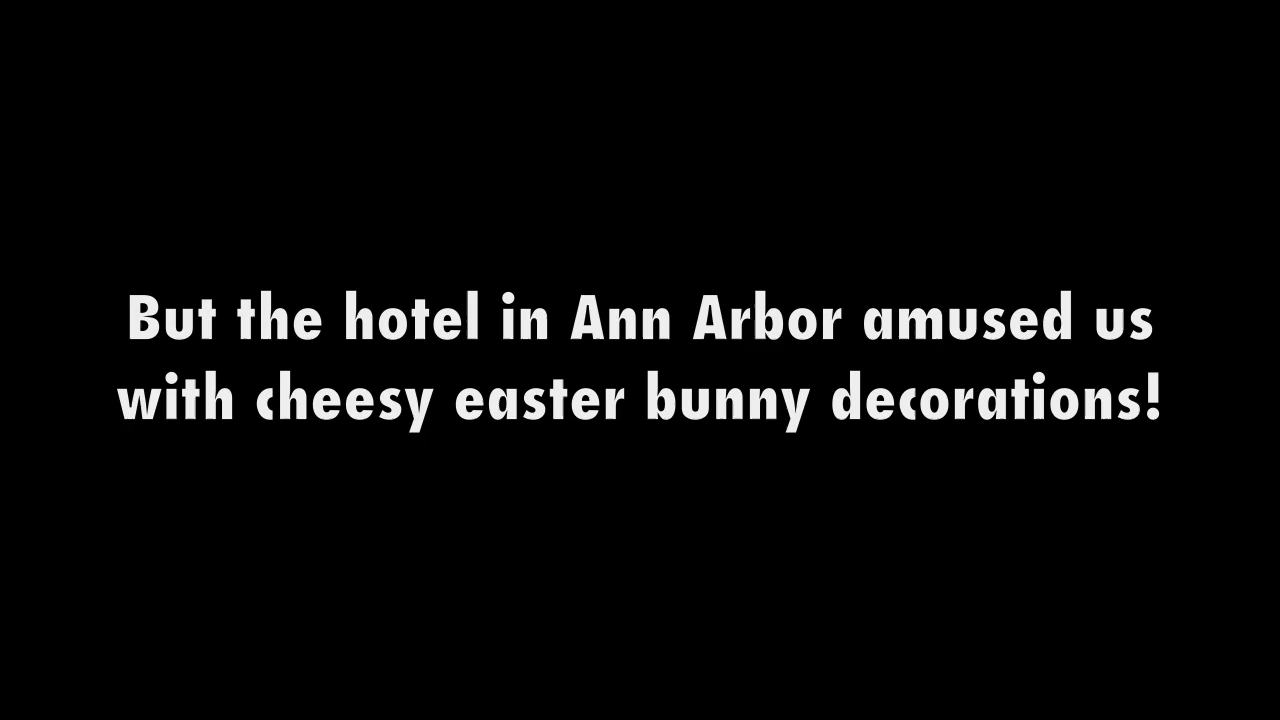 But the hotel in Ann Arbor amused us
with cheesy easter bunny decorations!